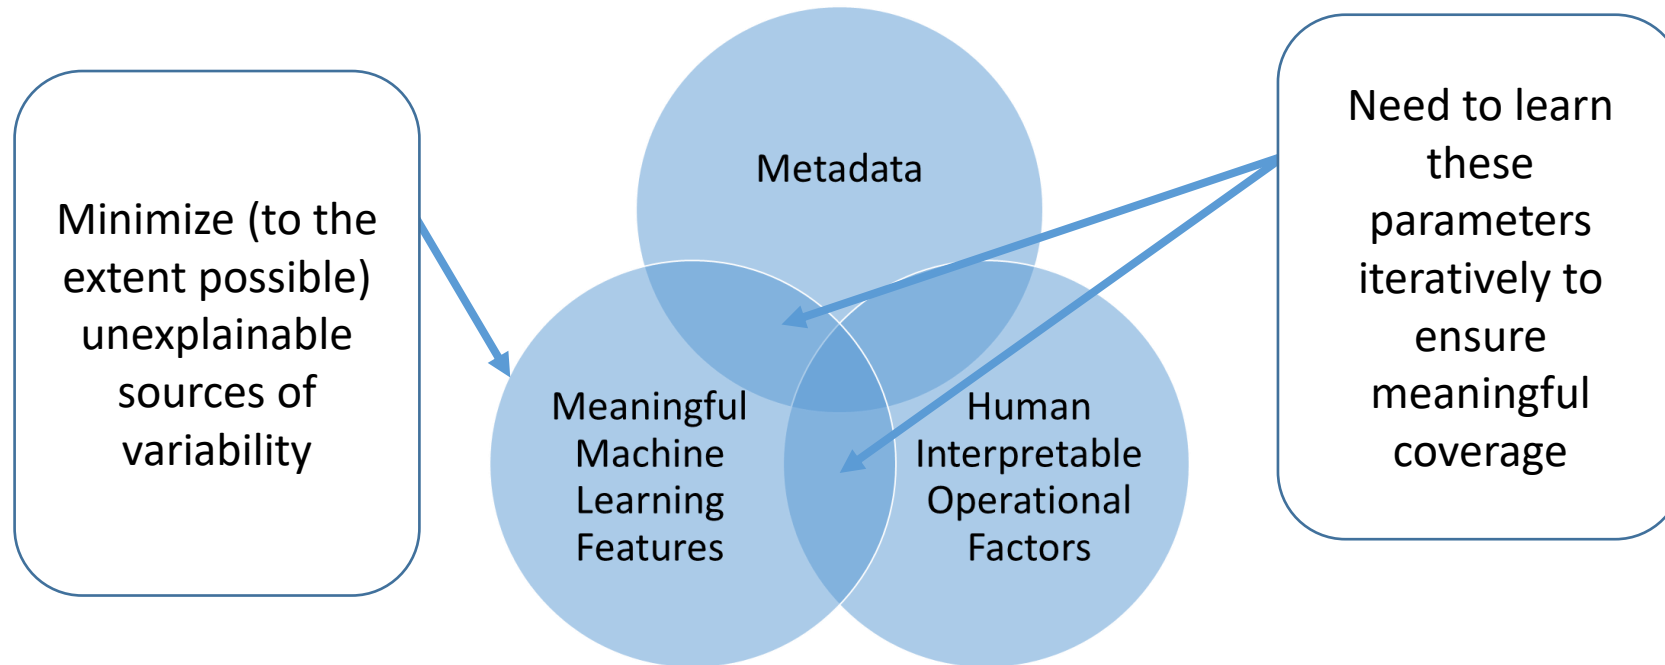 Minimize (to the
extent possible)
unexplainable
sources of
variability
Metadata
Meaningful
Machine
Learning
Features
Human
Interpretable
Operational
Factors
Need to learn
these
parameters
iteratively to
ensure
meaningful
coverage